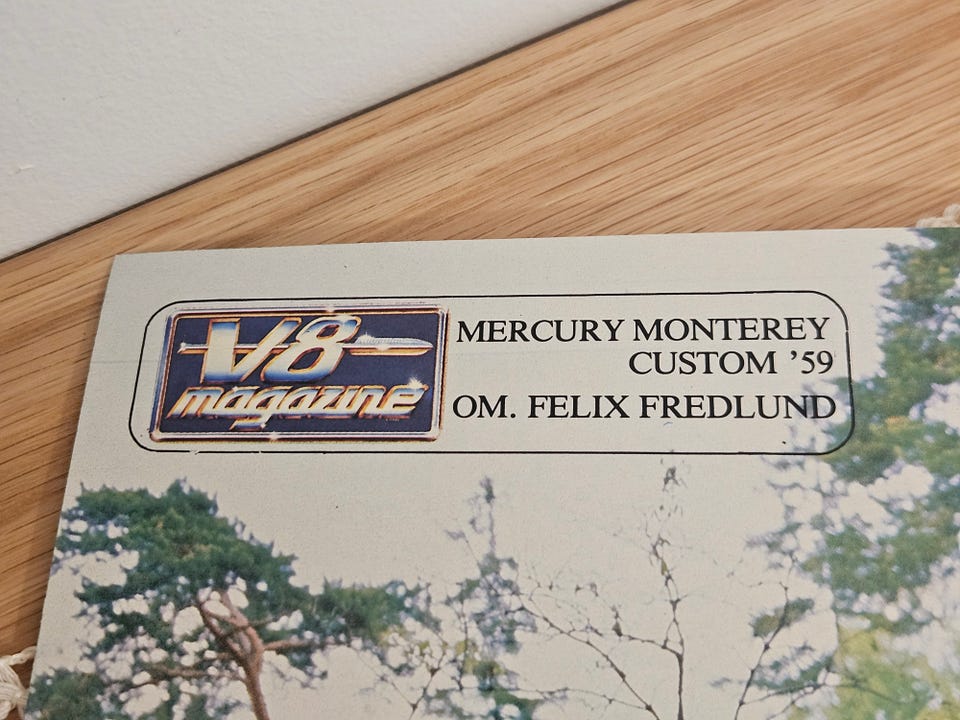 V8
magazine
MERCURY MONTEREY
CUSTOM ’59
OM. FELIX FREDLUND